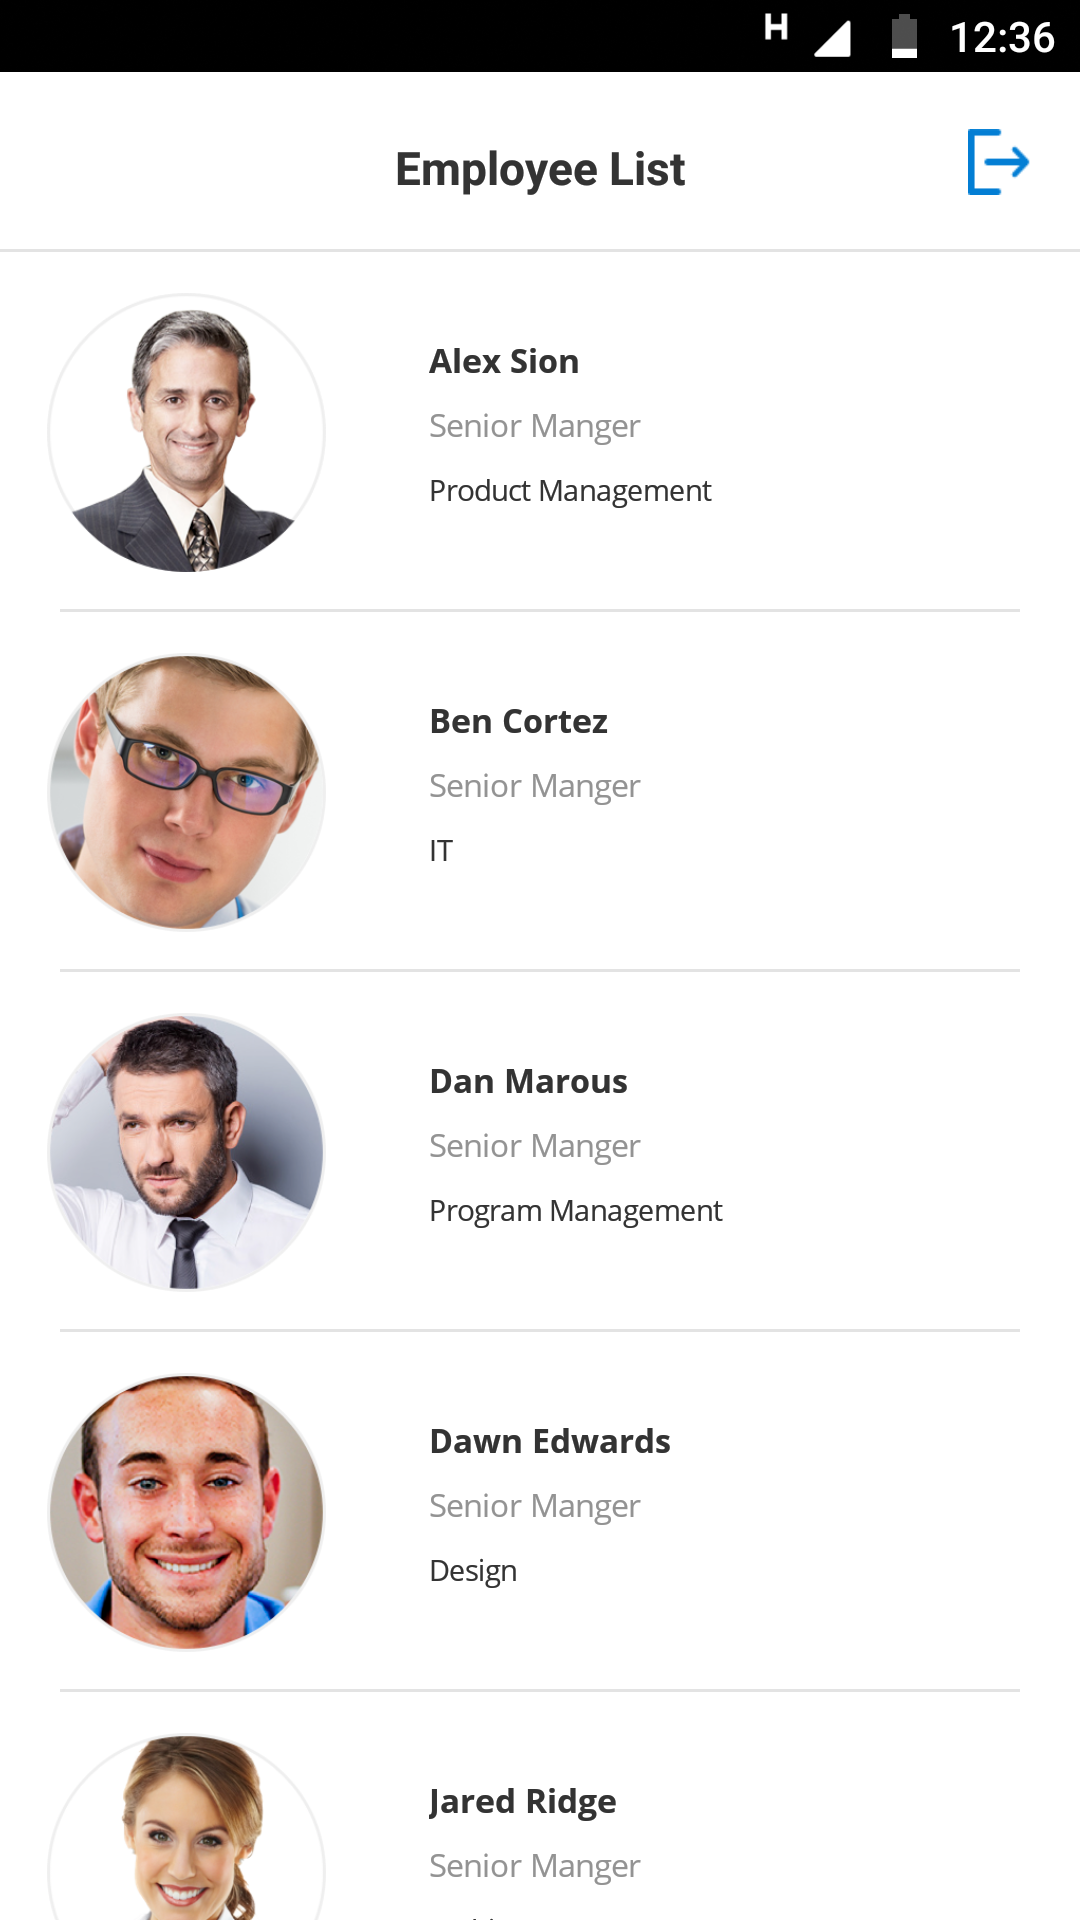 H 12:36
Employee List
Alex Sion
Senior Manger
Product Management
Ben Cortez
Senior Manger
IT
Dan Marous
Senior Manger
Program Management
Dawn Edwards
Senior Manger
Design
Jared Ridge
Senior Manger